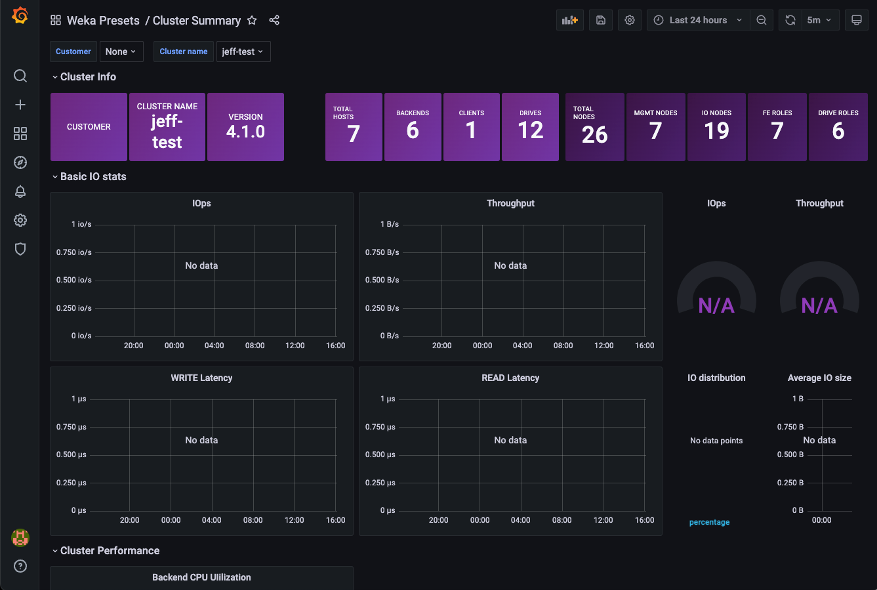 Weka Presets / Cluster Summary
Last 24 hours
5m
Customer
None
Cluster name
jeff-test
Cluster Info
CUSTOMER
CLUSTER NAME
jeff-
test
VERSION
4.1.0
TOTAL
HOSTS
7
BACKENDS
6
CLIENTS
1
DRIVES
12
TOTAL
NODES
26
MGMT NODES
7
IO NODES
19
FE ROLES
7
DRIVE ROLES
6
Basic IO stats
IOps
1 io/s
0.750 io/s
0.500 io/s
0.250 io/s
0 io/s
No data
20:00 00:00 04:00 08:00 12:00 16:00
Throughput
1 B/s
0.750 B/s
0.500 B/s
0.250 B/s
0 B/s
No data
20:00 00:00 04:00 08:00 12:00 16:00
IOps
N/A
Throughput
N/A
WRITE Latency
1 µs
0.750 µs
0.500 µs
0.250 µs
0 µs
No data
20:00 00:00 04:00 08:00 12:00 16:00
READ Latency
1 µs
0.750 µs
0.500 µs
0.250 µs
0 µs
No data
20:00 00:00 04:00 08:00 12:00 16:00
IO distribution
No data points
percentage
Average IO size
1 B
0.750 B
0.500 B
0.250 B
0 B
No data
00:00
Cluster Performance
Backend CPU Ulilization